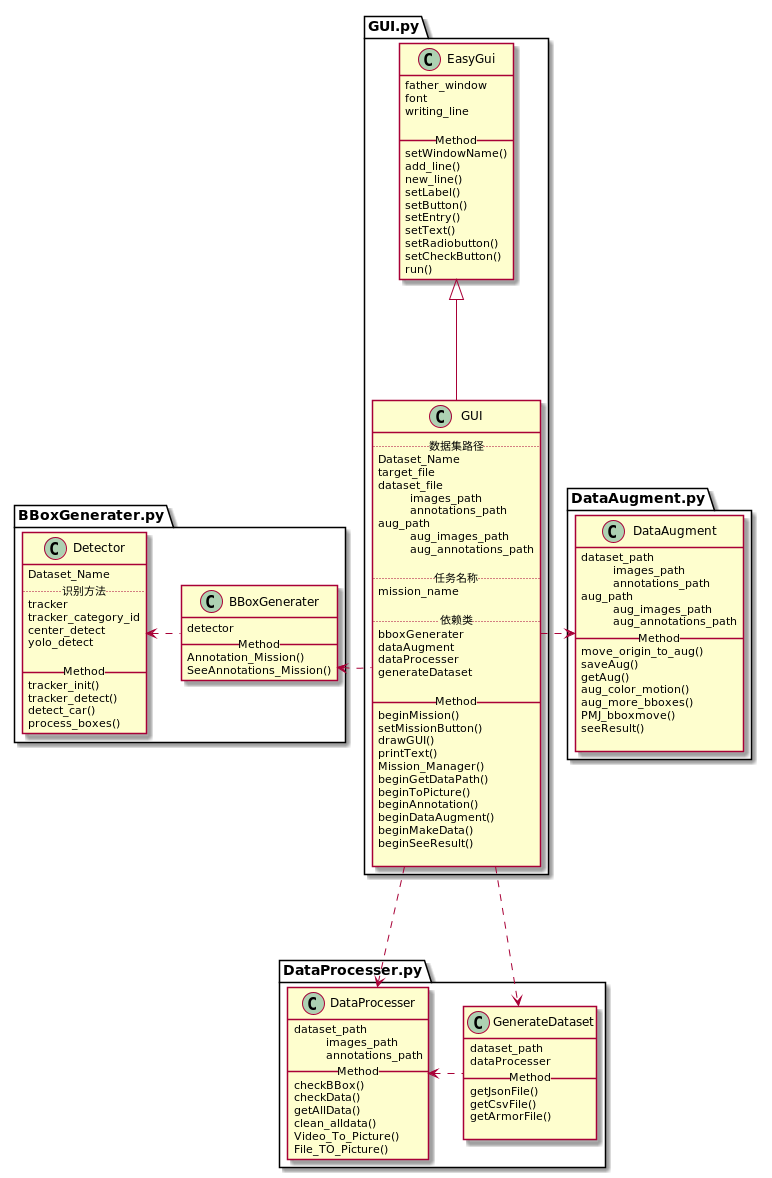 GUI.py
C EasyGui
father_window
font
writing_line
Method
setWindowName()
add_line()
new_line()
setLabel()
setButton()
setEntry()
setText()
setRadiobutton()
setCheckButton()
run()
C GUI
数据集路径
Dataset_Name
target_file
dataset_file
images_path
annotations_path
aug_path
aug_images_path
aug_annotations_path
任务名称
mission_name
依赖类
bboxGenerater
dataAugment
dataProcesser
generateDataset
Method
beginMission()
setMissionButton()
drawGUI()
printText()
Mission_Manager()
beginGetDataPath()
beginToPicture()
beginAnnotation()
beginDataAugment()
beginMakeData()
beginSeeResult()
BBoxGenerater.py
C Detector
Dataset_Name
识别方法
tracker
tracker_category_id
center_detect
yolo_detect
Method
tracker_init()
tracker_detect()
detect_car()
process_boxes()
C BBoxGenerater
detector
Method
Annotation_Mission()
SeeAnnotations_Mission()
DataAugment.py
C DataAugment
dataset_path
images_path
annotations_path
aug_path
aug_images_path
aug_annotations_path
Method
move_origin_to_aug()
saveAug()
getAug()
aug_color_motion()
aug_more_bboxes()
PMJ_bboxmove()
seeResult()
DataProcesser.py
C DataProcesser
dataset_path
images_path
annotations_path
Method
checkBBox()
checkData()
getAllData()
clean_alldata()
Video_To_Picture()
File_TO_Picture()
C GenerateDataset
dataset_path
dataProcesser
Method
getJsonFile()
getCsvFile()
getArmorFile()